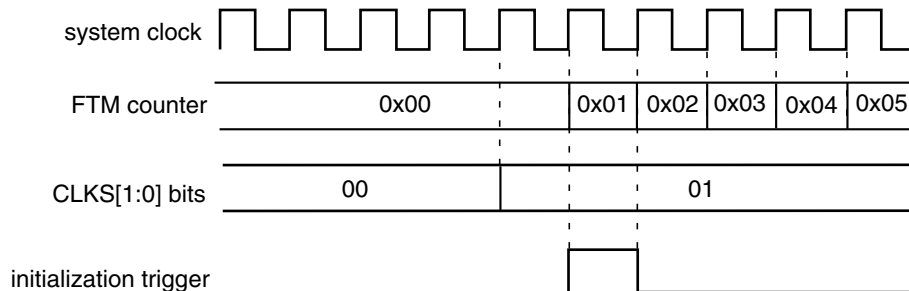 system clock
FTM counter 0x00 0x01 0x02 0x03 0x04 0x05
CLKS[1:0] bits 00 01
initialization trigger